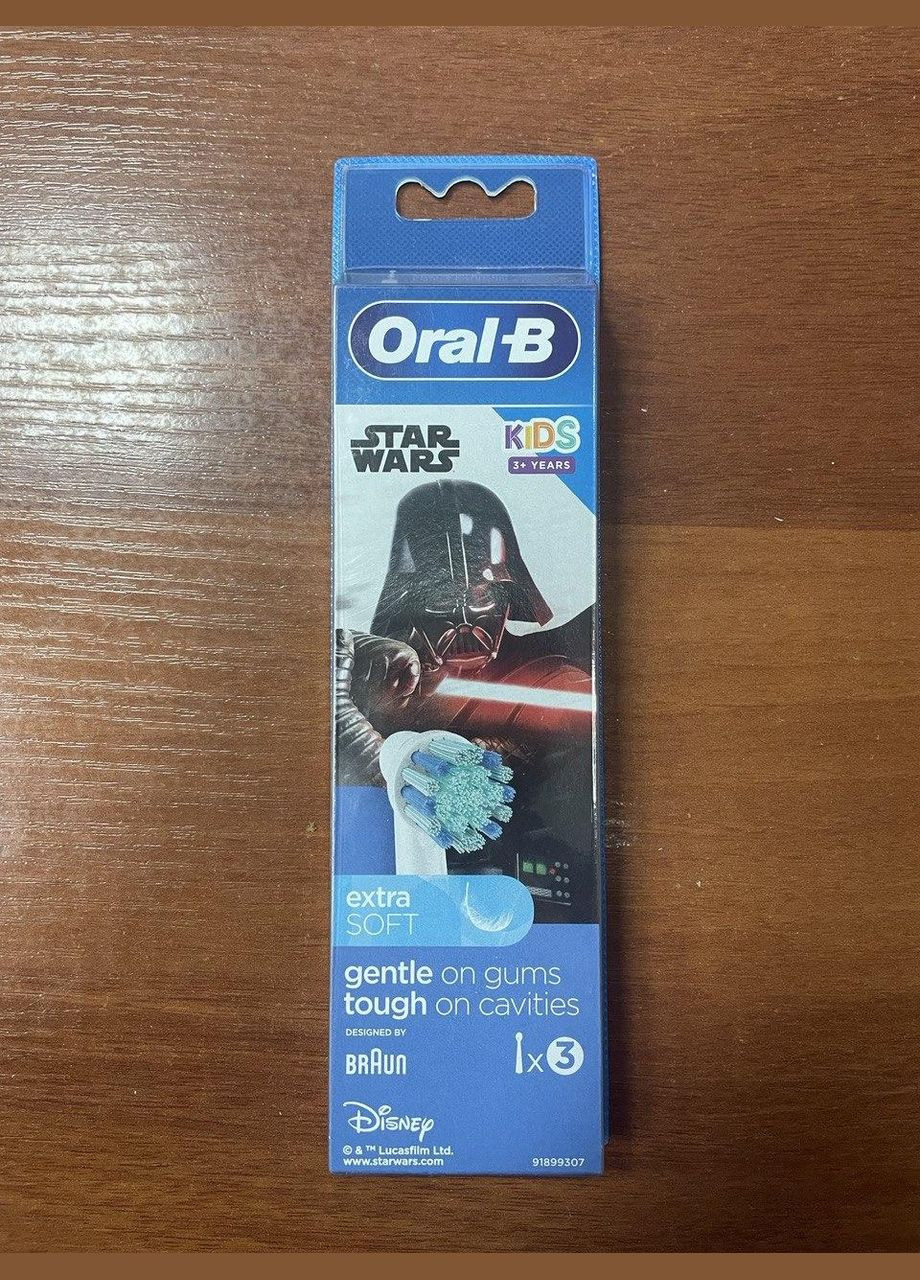 Oral-B
STAR
WARS
KIDS
3+ YEARS
extra
SOFT
gentle on gums
tough on cavities
DESIGNED BY
BRAUN
x 3
Disney
© & ™ Lucasfilm Ltd.
www.starwars.com
91899307